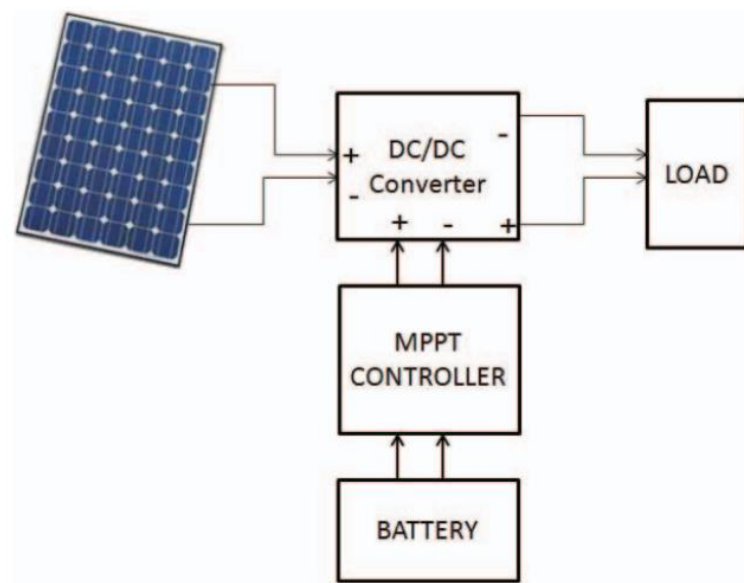 DC/DC
Converter
+
-
+
-
-
+
LOAD
MPPT
CONTROLLER
BATTERY